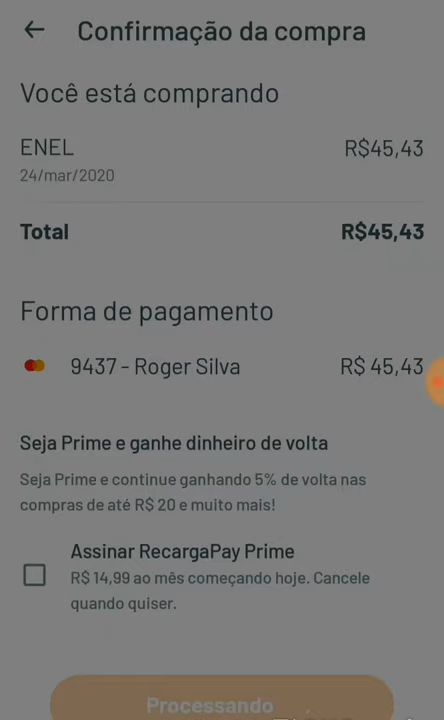 Confirmação da compra
Você está comprando
ENEL R$45,43
24/mar/2020
Total R$45,43
Forma de pagamento
9437 - Roger Silva R$ 45,43
Seja Prime e ganhe dinheiro de volta
Seja Prime e continue ganhando 5% de volta nas
compras de até R$ 20 e muito mais!
Assinar RecargaPay Prime
R$ 14,99 ao mês começando hoje. Cancele
quando quiser.
Processando